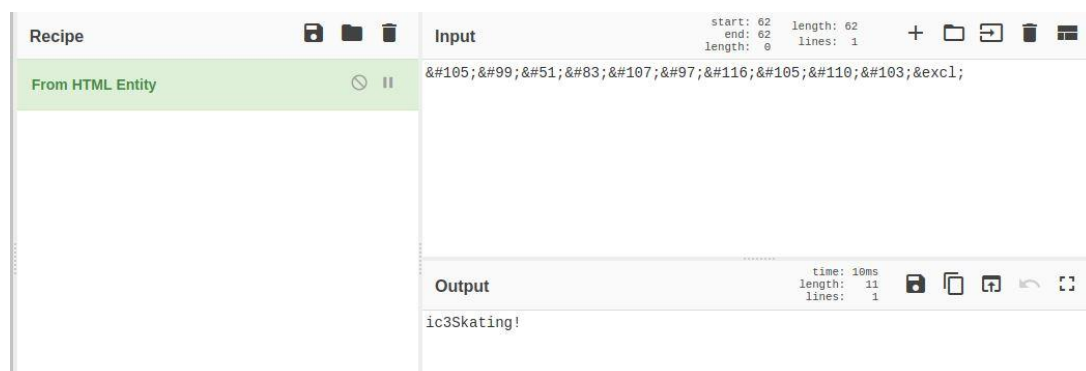 Recipe
From HTML Entity
Input
start: 62
end: 62
length: 0
length: 62
lines: 1
&#105;&#99;&#51;&#83;&#107;&#97;&#116;&#105;&#110;&#103;&excl;
Output
time: 10ms
length: 11
lines: 1
ic3Skating!